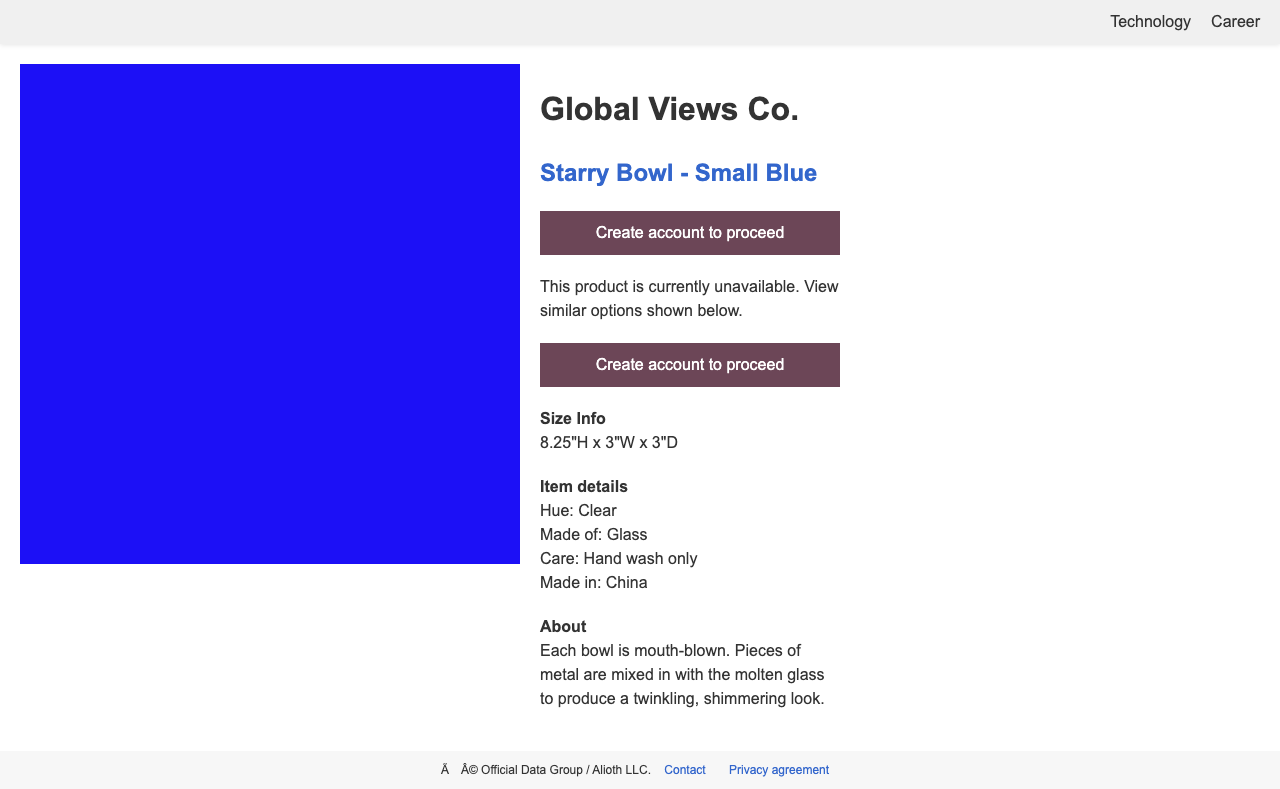 Technology Career
Global Views Co.
Starry Bowl - Small Blue
Create account to proceed
This product is currently unavailable. View
similar options shown below.
Create account to proceed
Size Info
8.25"H x 3"W x 3"D
Item details
Hue: Clear
Made of: Glass
Care: Hand wash only
Made in: China
About
Each bowl is mouth-blown. Pieces of
metal are mixed in with the molten glass
to produce a twinkling, shimmering look.
Ä Â© Official Data Group / Alioth LLC. Contact Privacy agreement